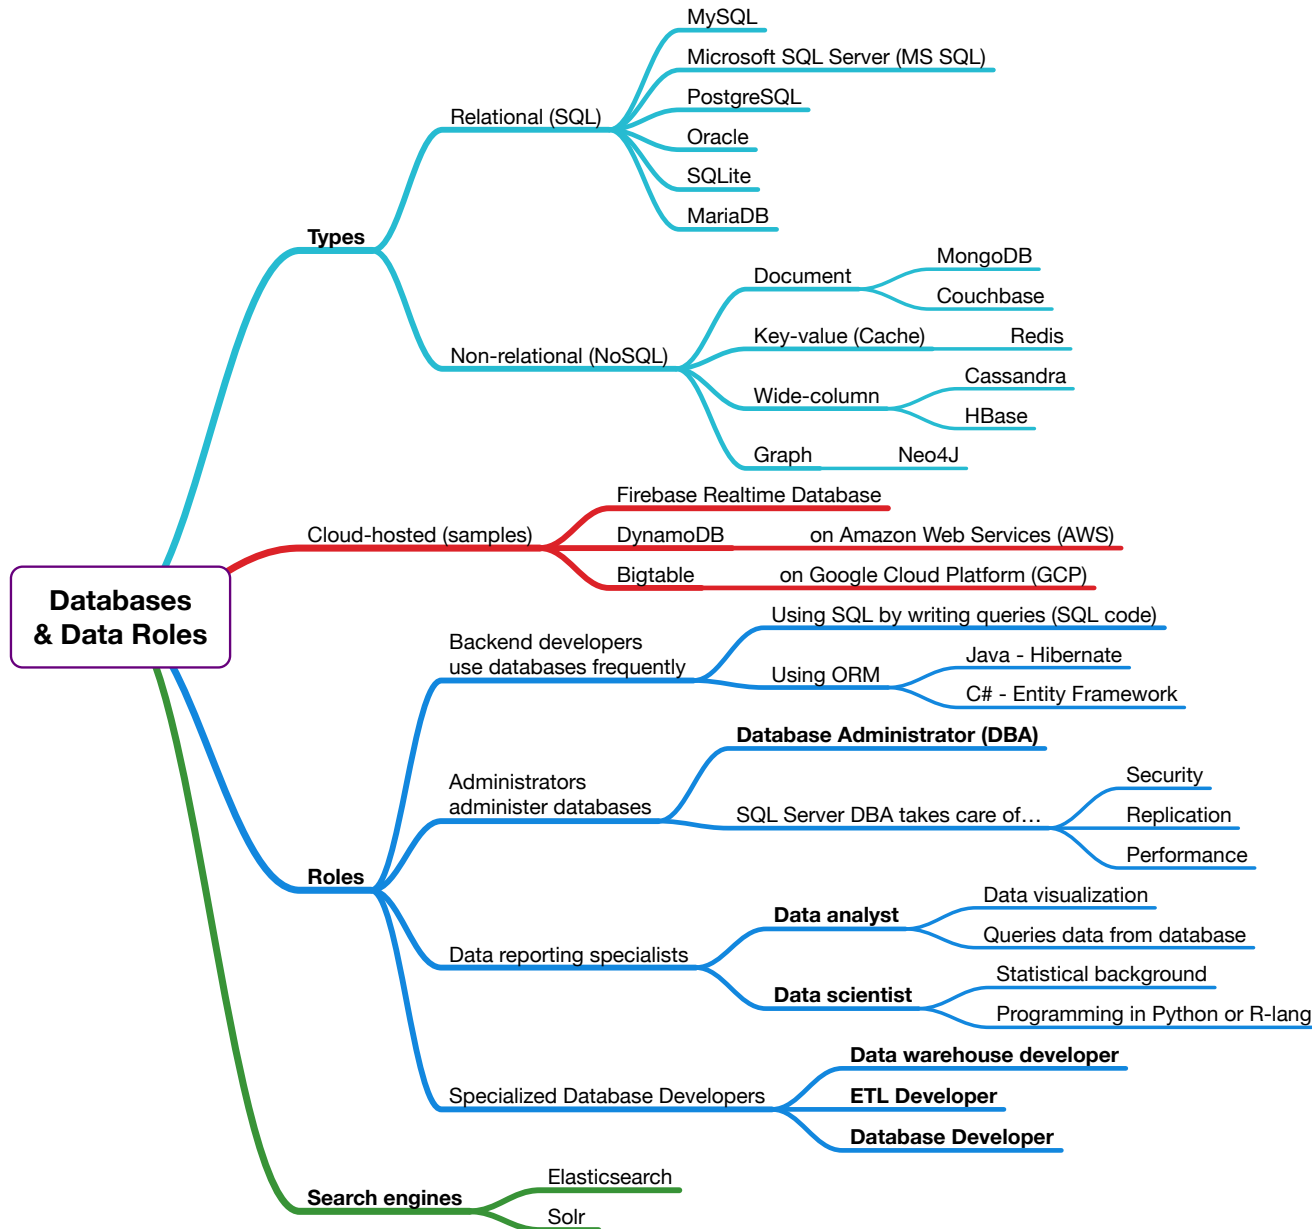 MySQL
Microsoft SQL Server (MS SQL)
PostgreSQL
Relational (SQL)
Oracle
SQLite
MariaDB
Types
MongoDB
Document
Couchbase
Key-value (Cache)
Redis
Non-relational (NoSQL)
Cassandra
Wide-column
HBase
Graph
Neo4J
Firebase Realtime Database
Cloud-hosted (samples)
DynamoDB
on Amazon Web Services (AWS)
Bigtable
on Google Cloud Platform (GCP)
Databases
& Data Roles
Using SQL by writing queries (SQL code)
Backend developers
use databases frequently
Java - Hibernate
Using ORM
C# - Entity Framework
Database Administrator (DBA)
Administrators
administer databases
Security
SQL Server DBA takes care of…
Replication
Performance
Roles
Data visualization
Data analyst
Queries data from database
Data reporting specialists
Statistical background
Data scientist
Programming in Python or R-lang
Data warehouse developer
Specialized Database Developers
ETL Developer
Database Developer
Elasticsearch
Search engines
Solr